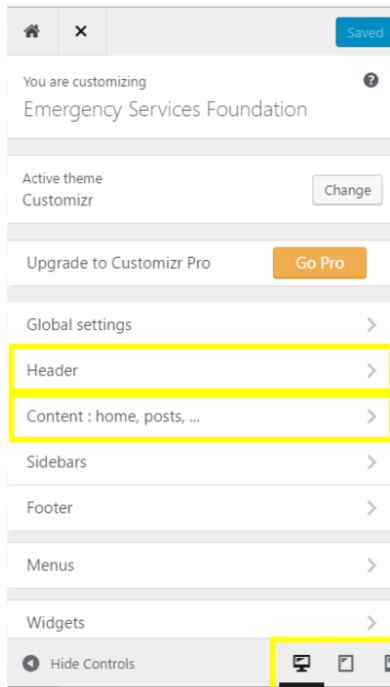 Saved
You are customizing
Emergency Services Foundation
Active theme
Customizr
Change
Upgrade to Customizr Pro
Go Pro
Global settings
Header
Content : home, posts, ...
Sidebars
Footer
Menus
Widgets
Hide Controls